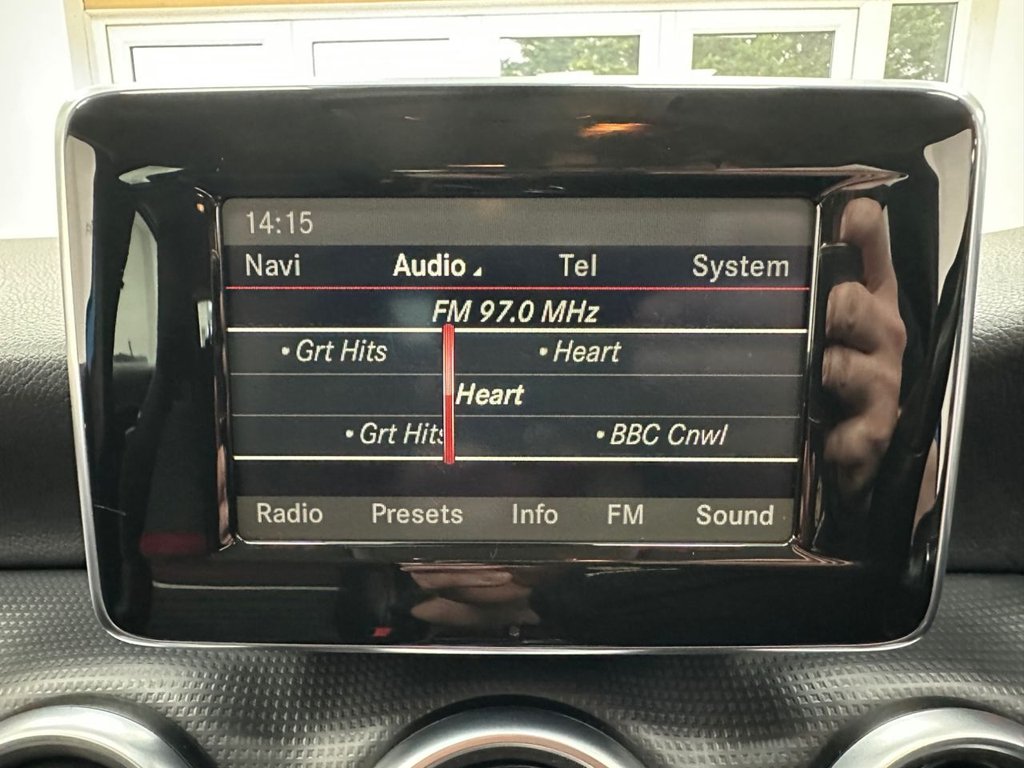 14:15
Navi Audio Tel System
FM 97.0 MHz
•Grt Hits •Heart
Heart
•Grt Hits •BBC Cnwl
Radio Presets Info FM Sound